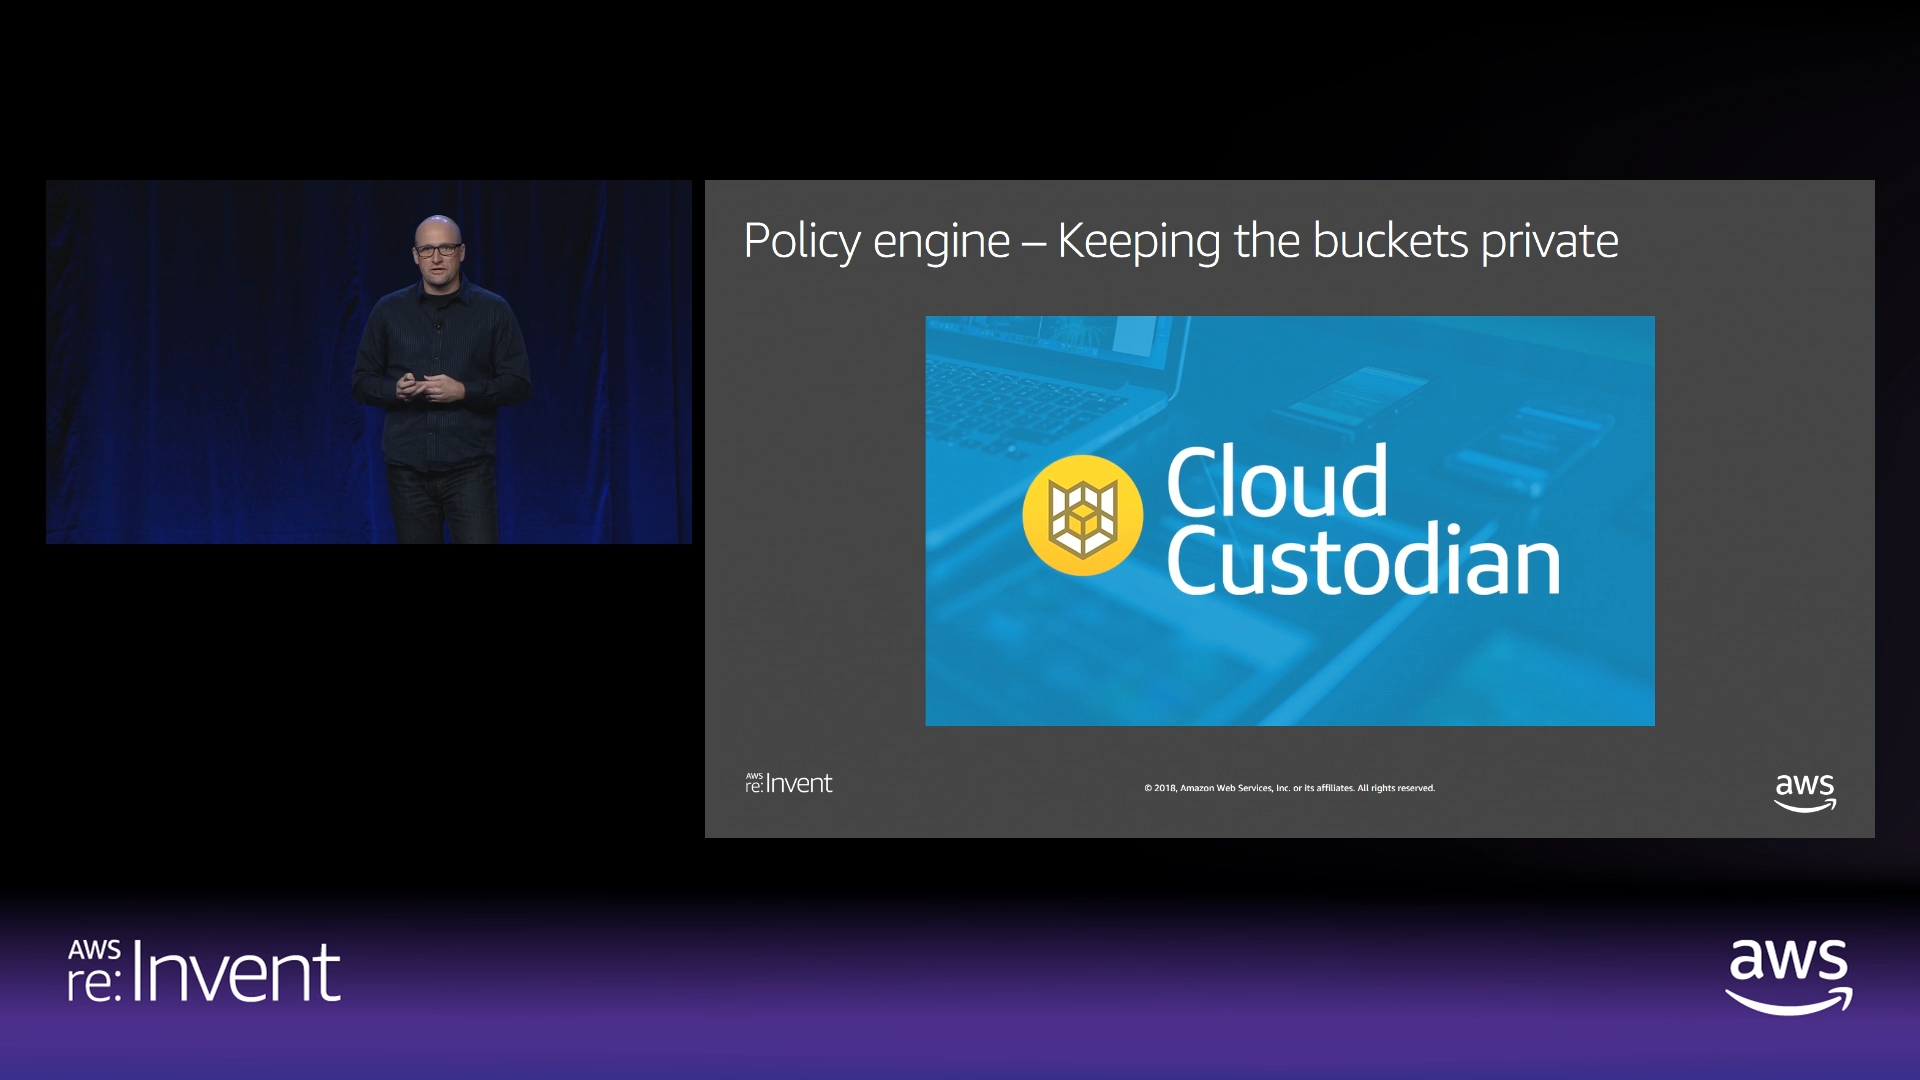 Policy engine – Keeping the buckets private
Cloud
Custodian
AWS
re:Invent
© 2018, Amazon Web Services, Inc. or its affiliates. All rights reserved.
aws
AWS
re:Invent
aws